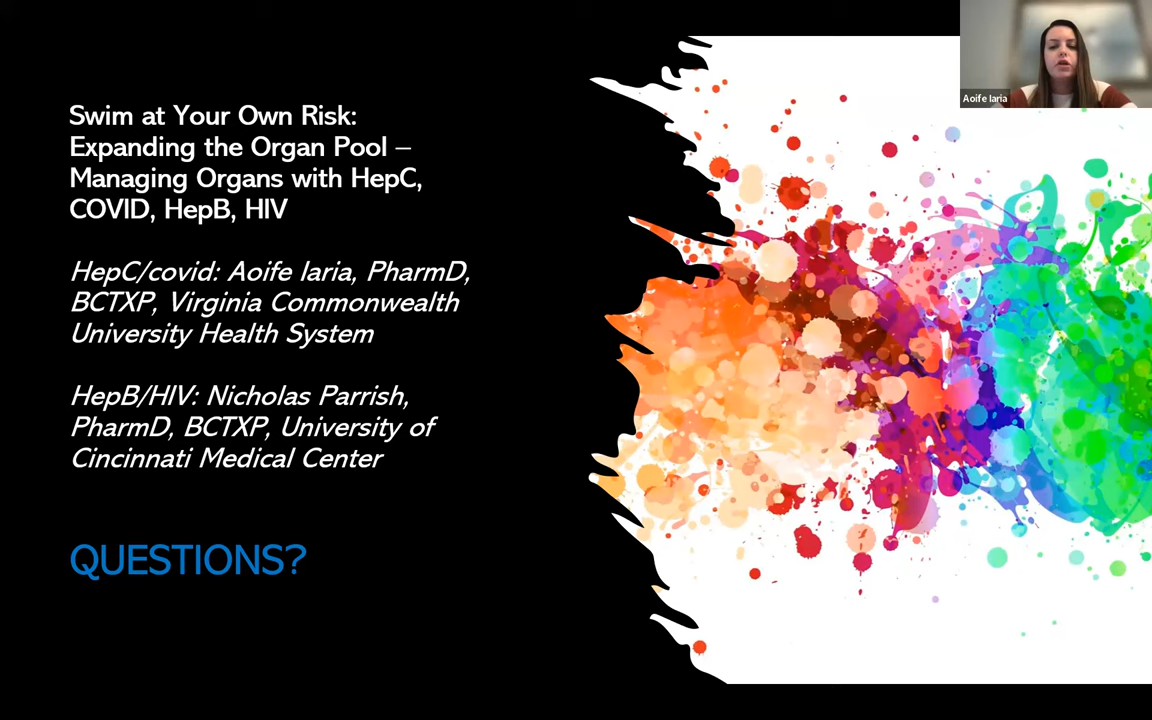 Swim at Your Own Risk:
Expanding the Organ Pool –
Managing Organs with HepC,
COVID, HepB, HIV
HepC/covid: Aoife Iaria, PharmD,
BCTXP, Virginia Commonwealth
University Health System
HepB/HIV: Nicholas Parrish,
PharmD, BCTXP, University of
Cincinnati Medical Center
QUESTIONS?
Aoife Iaria